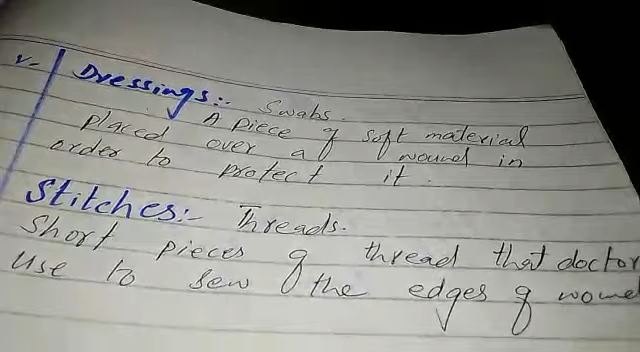 v- Dressings:- Swabs.
A piece of soft material
placed over a wound in
order to protect it.
Stitches:- Threads.
Short pieces of thread that doctor
use to sew the edges of wound